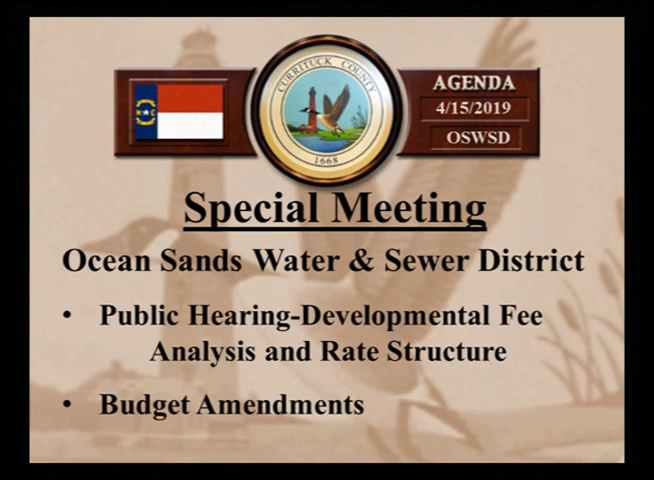 CURRITUCK COUNTY
1668
AGENDA
4/15/2019
OSWSD
Special Meeting
Ocean Sands Water & Sewer District
• Public Hearing-Developmental Fee
Analysis and Rate Structure
• Budget Amendments